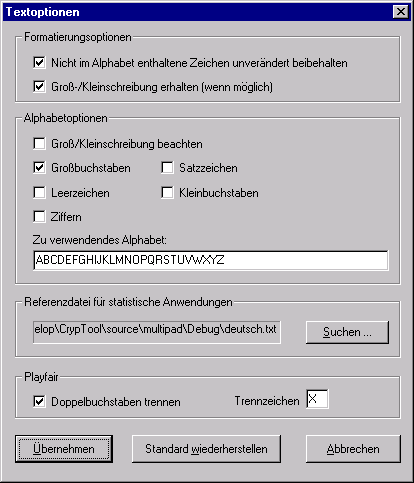 Textoptionen
Formatierungsoptionen
Nicht im Alphabet enthaltene Zeichen unverändert beibehalten
Groß-/Kleinschreibung erhalten (wenn möglich)
Alphabetoptionen
Groß/Kleinschreibung beachten
Großbuchstaben Satzzeichen
Leerzeichen Kleinbuchstaben
Ziffern
Zu verwendendes Alphabet:
ABCDEFGHIJKLMNOPQRSTUVWXYZ
Referenzdatei für statistische Anwendungen
elop\CrypTool\source\multipad\Debug\deutsch.txt Suchen ...
Playfair
Doppelbuchstaben trennen Trennzeichen X
Übernehmen Standard wiederherstellen Abbrechen